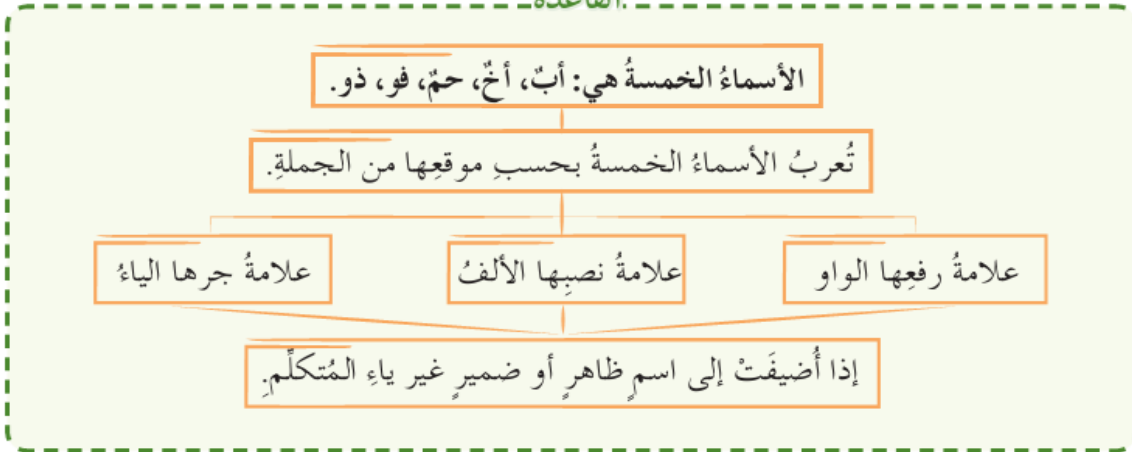 القاعدة:
الأسماءُ الخمسةُ هي: أبٌ، أخٌ، حمٌ، فو، ذو.
تُعربُ الأسماءُ الخمسةُ بحسبِ موقعِها من الجملةِ.
علامةُ رفعِها الواو
علامةُ نصبِها الألفُ
علامةُ جرها الياءُ
إذا أُضيفَتْ إلى اسمٍ ظاهرٍ أو ضميرٍ غير ياءِ المُتكلِّمِ.